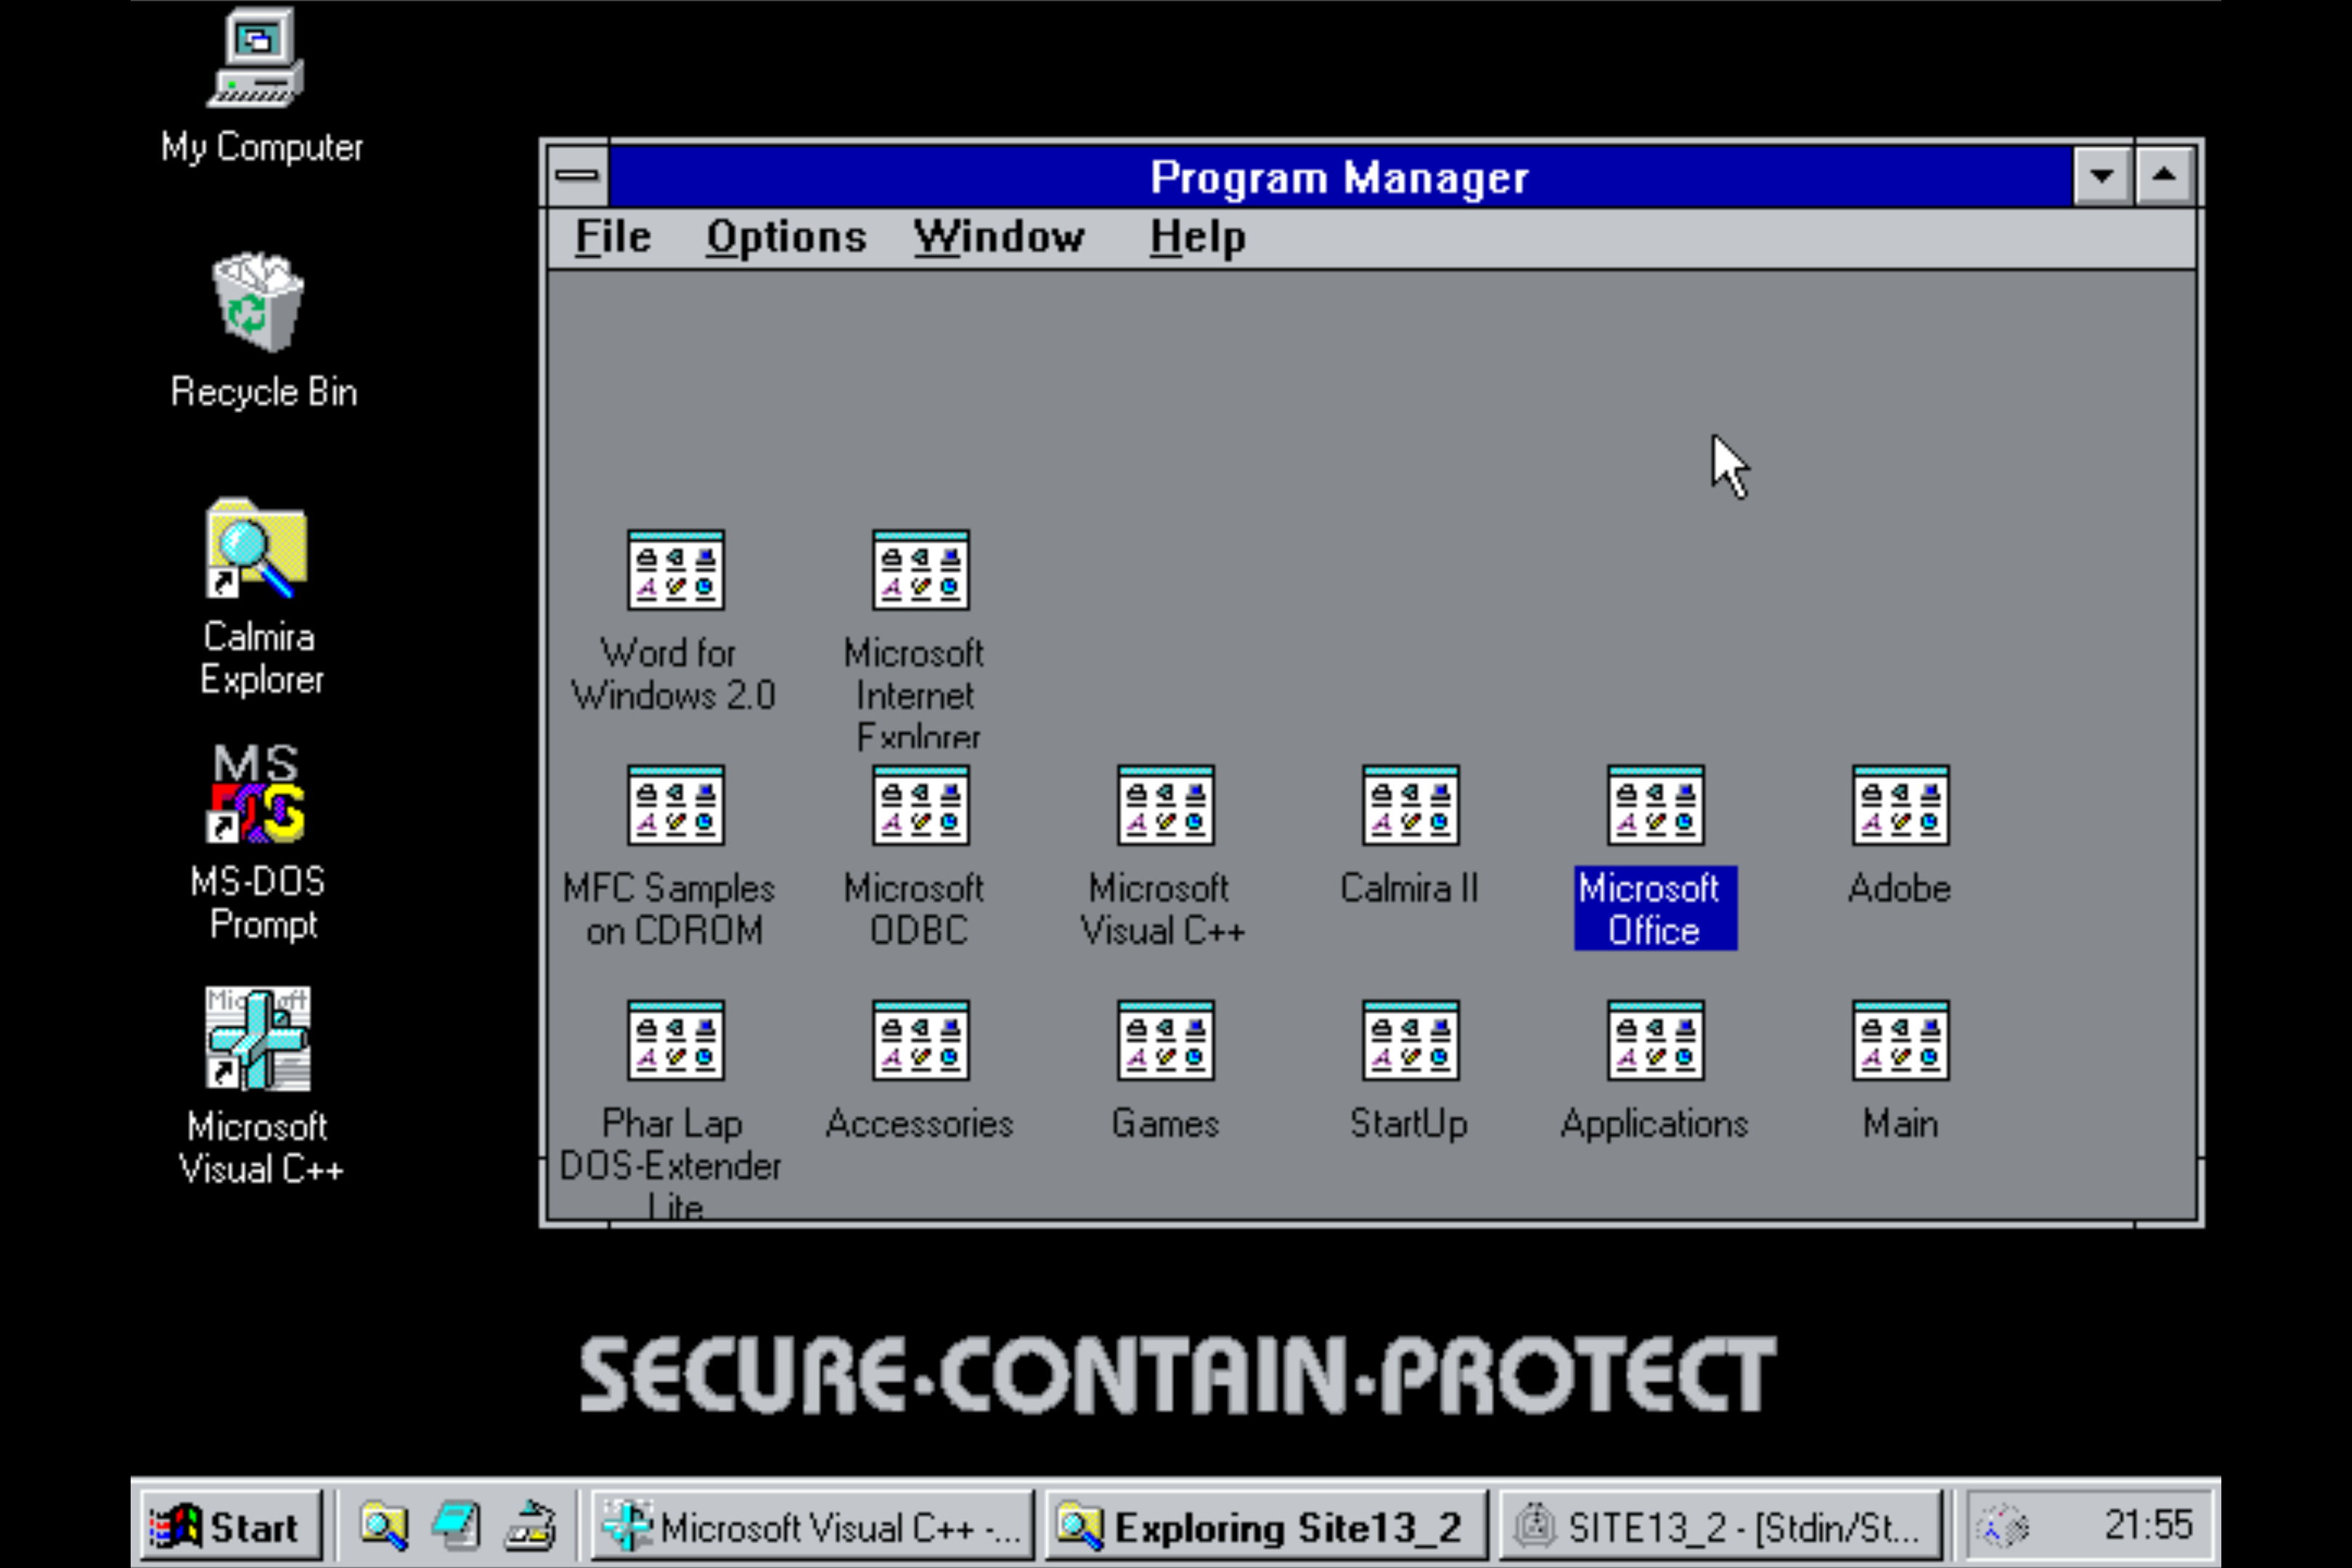 My Computer
Recycle Bin
Calmira
Explorer
MS
DOS
MS-DOS
Prompt
Microsoft
Microsoft
Visual C++
Program Manager
File Options Window Help
Word for
Windows 2.0
Microsoft
Internet
Explorer
MFC Samples
on CDROM
Microsoft
ODBC
Microsoft
Visual C++
Calmira II
Microsoft
Office
Adobe
Phar Lap
DOS-Extender
Lite
Accessories
Games
StartUp
Applications
Main
SECURE•CONTAIN•PROTECT
Start
Microsoft Visual C++ -...
Exploring Site13_2
SITE13_2 - [Stdin/St...
21:55